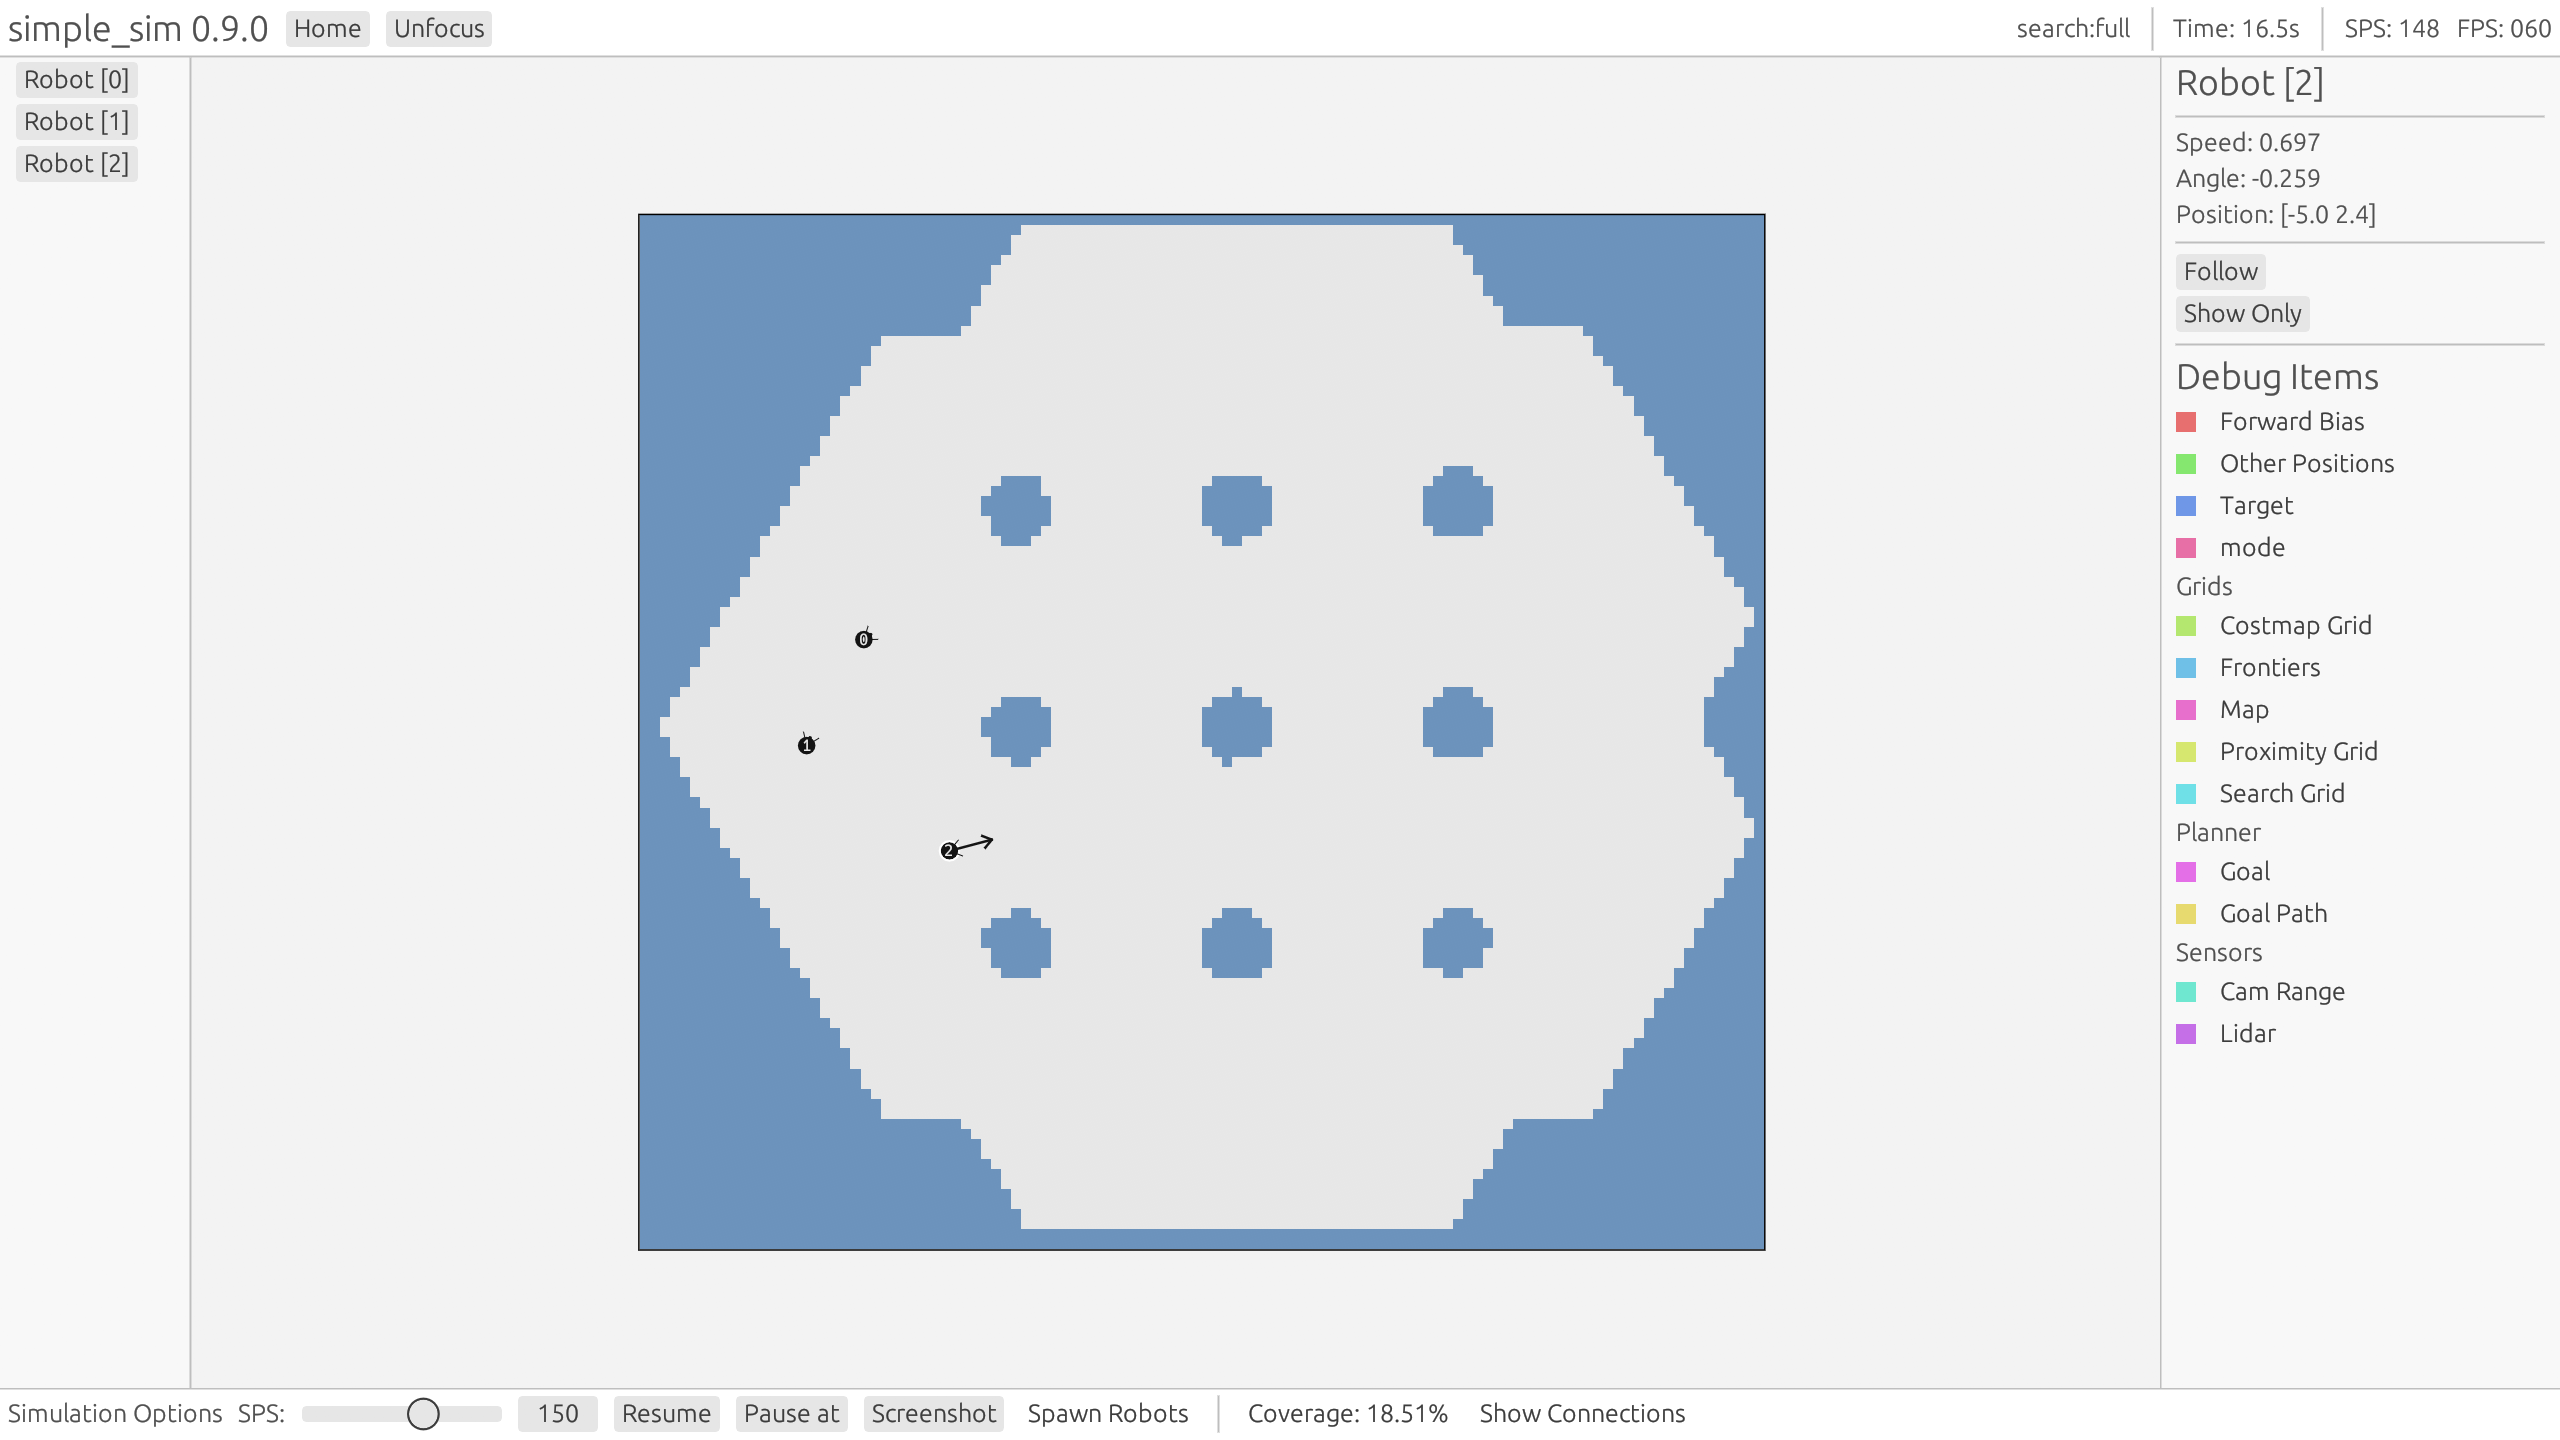 simple_sim 0.9.0 Home Unfocus search:full Time: 16.5s SPS: 148 FPS: 060
Robot [0]
Robot [1]
Robot [2]
0
1
2
Robot [2]
Speed: 0.697
Angle: -0.259
Position: [-5.0 2.4]
Follow
Show Only
Debug Items
Forward Bias
Other Positions
Target
mode
Grids
Costmap Grid
Frontiers
Map
Proximity Grid
Search Grid
Planner
Goal
Goal Path
Sensors
Cam Range
Lidar
Simulation Options SPS: 150 Resume Pause at Screenshot Spawn Robots Coverage: 18.51% Show Connections